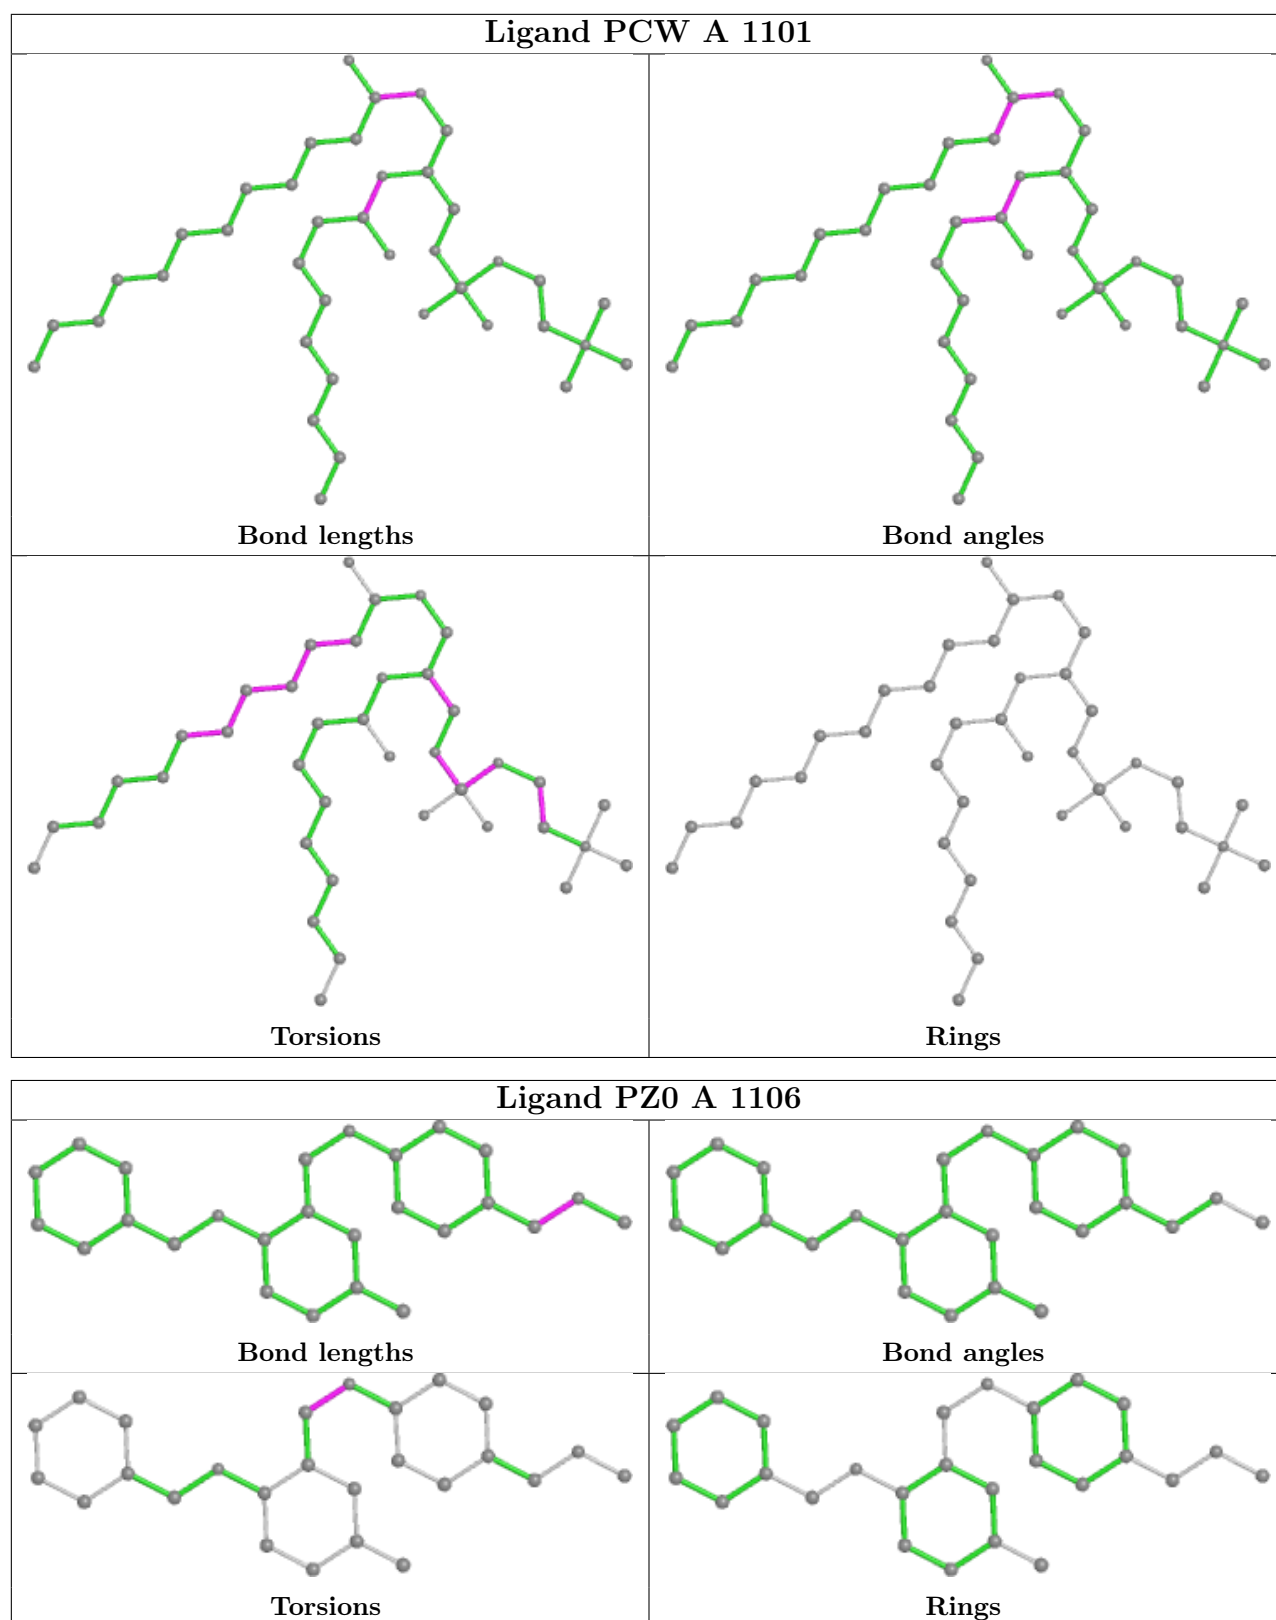 Ligand PCW A 1101
Bond lengths
Bond angles
Torsions
Rings
Ligand PZ0 A 1106
Bond lengths
Bond angles
Torsions
Rings